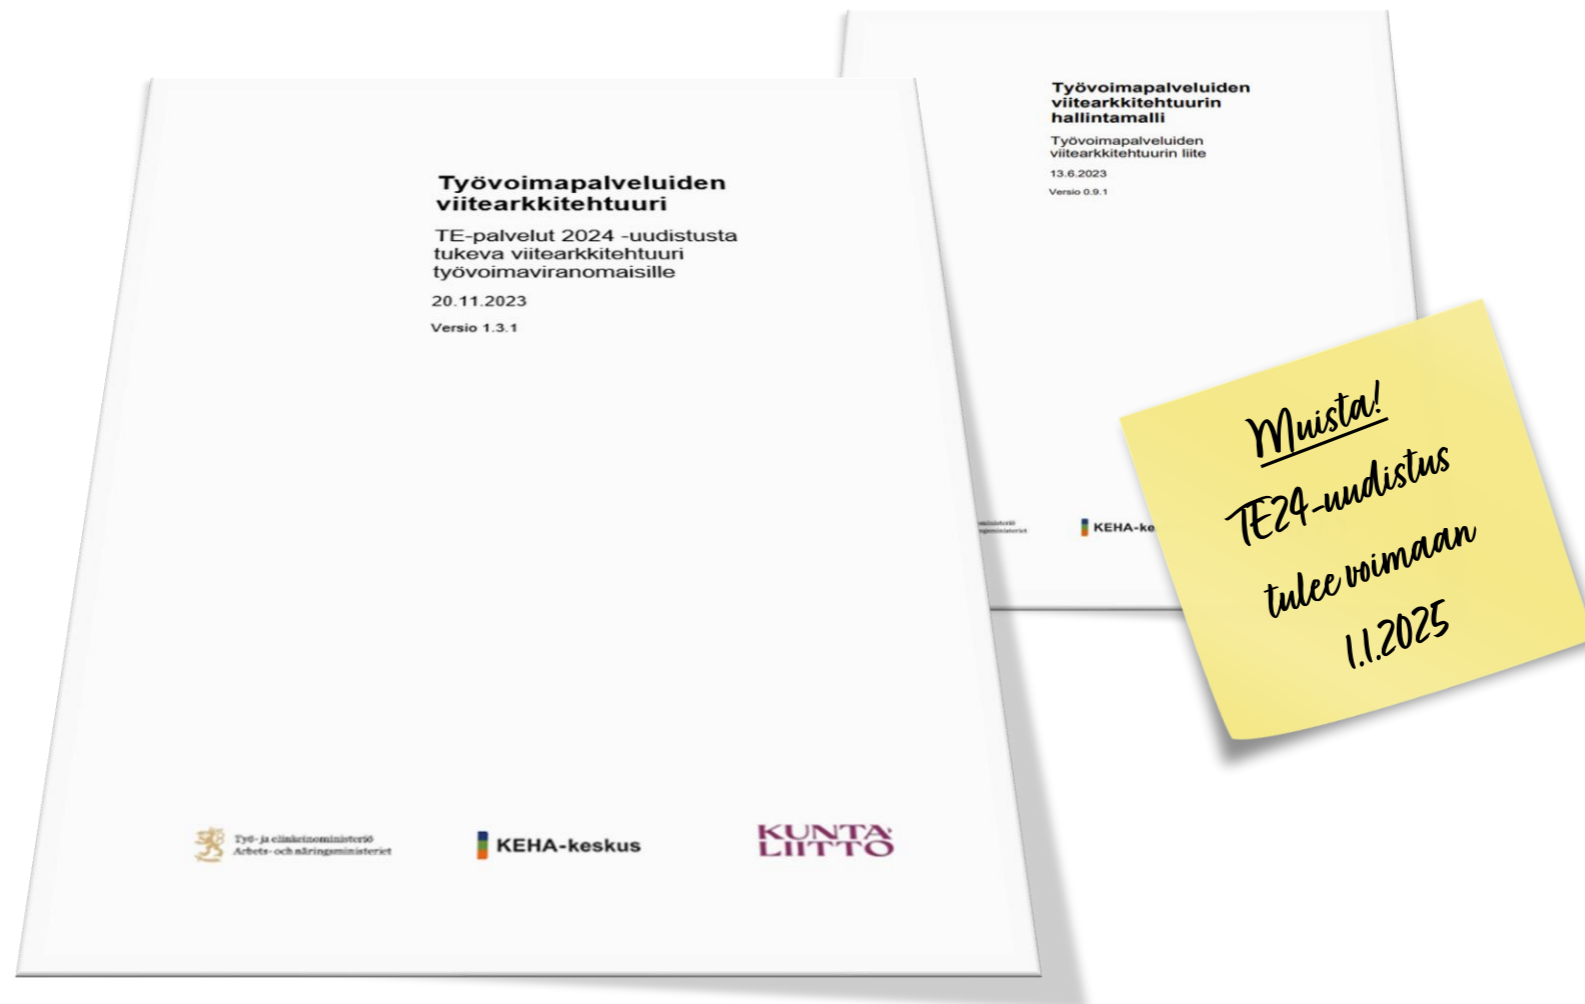 Työvoimapalveluiden
viitearkkitehtuuri
TE-palvelut 2024 -uudistusta
tukeva viitearkkitehtuuri
työvoimaviranomaisille
20.11.2023
Versio 1.3.1
Työ- ja elinkeinoministeriö
Arbets- och näringsministeriet
KEHA-keskus
KUNTA
LIITTO
Työvoimapalveluiden
viitearkkitehtuurin
hallintamalli
Työvoimapalveluiden
viitearkkitehtuurin liite
13.6.2023
Versio 0.9.1
KEHA-ke
Muista!
TE24-uudistus
tulee voimaan
1.1.2025